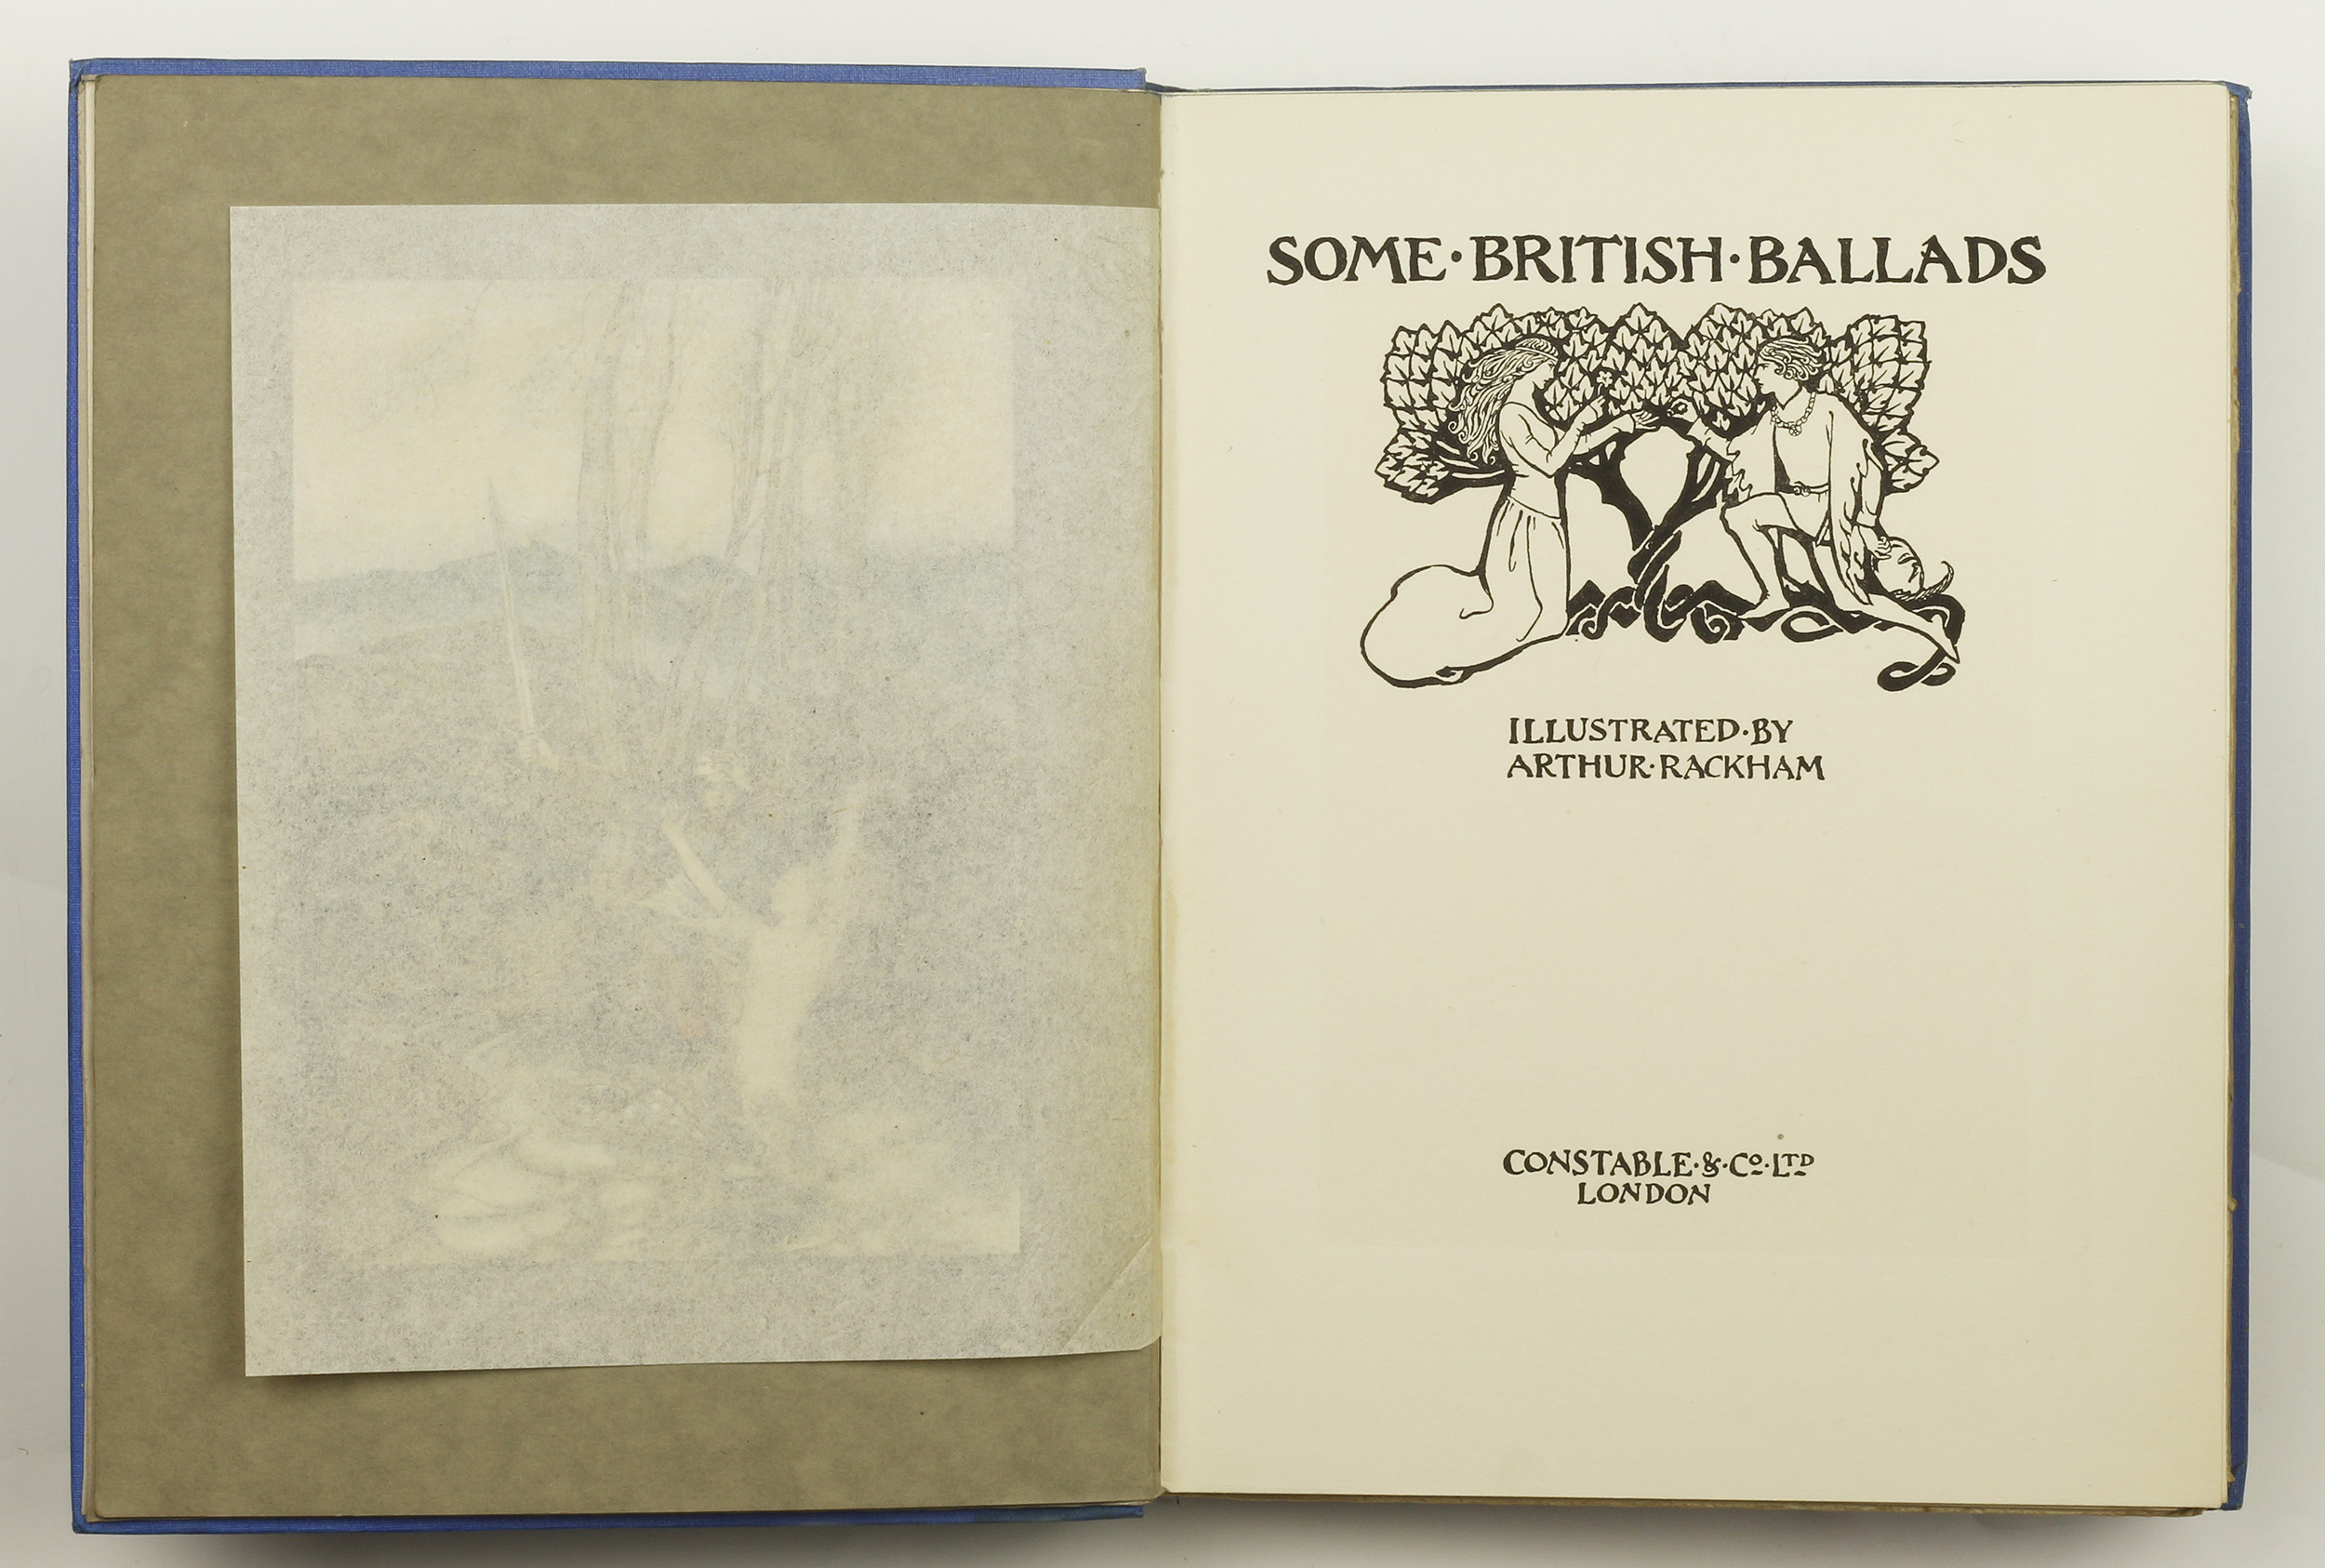 SOME·BRITISH·BALLADS
ILLUSTRATED·BY
ARTHUR·RACKHAM
CONSTABLE·&·Co·LTD
LONDON